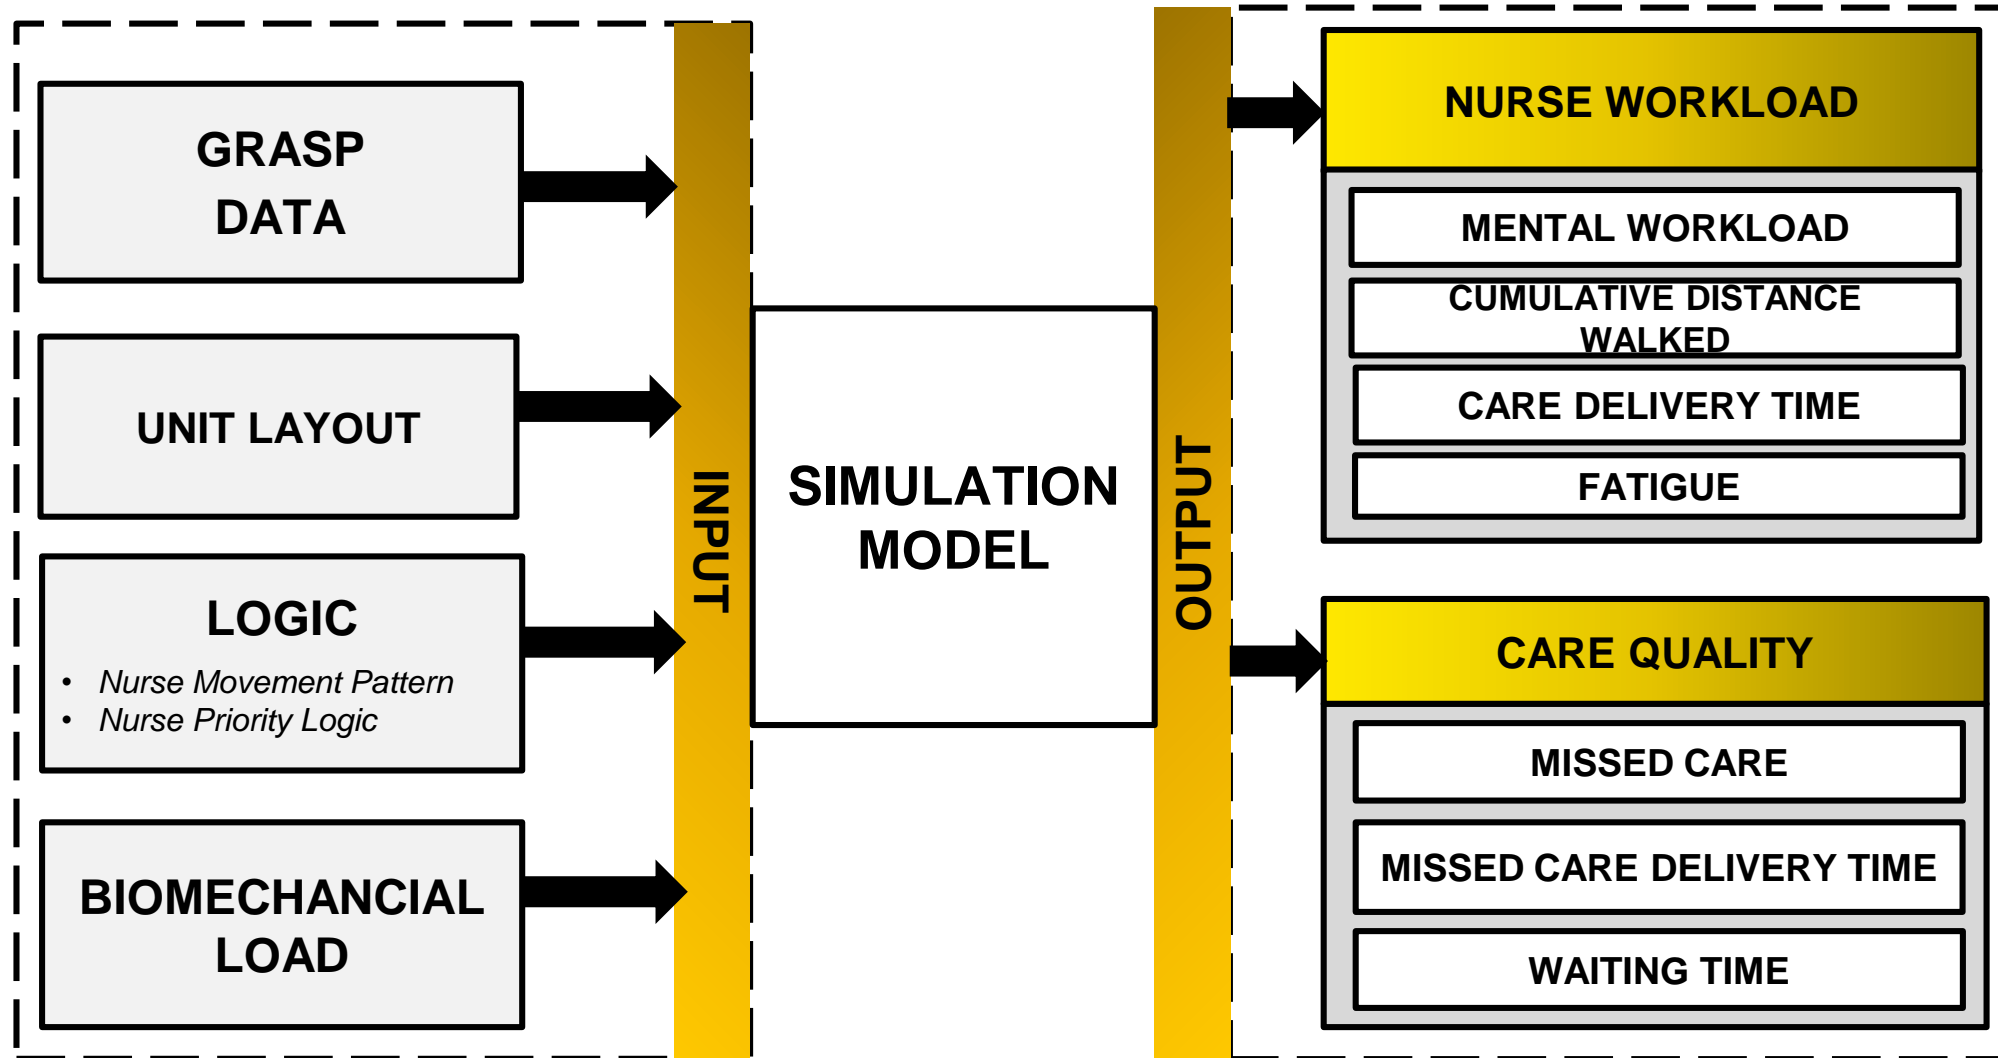 GRASP
DATA
UNIT LAYOUT
LOGIC
• Nurse Movement Pattern
• Nurse Priority Logic
BIOMECHANCIAL
LOAD
INPUT
SIMULATION
MODEL
OUTPUT
NURSE WORKLOAD
MENTAL WORKLOAD
CUMULATIVE DISTANCE
WALKED
CARE DELIVERY TIME
FATIGUE
CARE QUALITY
MISSED CARE
MISSED CARE DELIVERY TIME
WAITING TIME